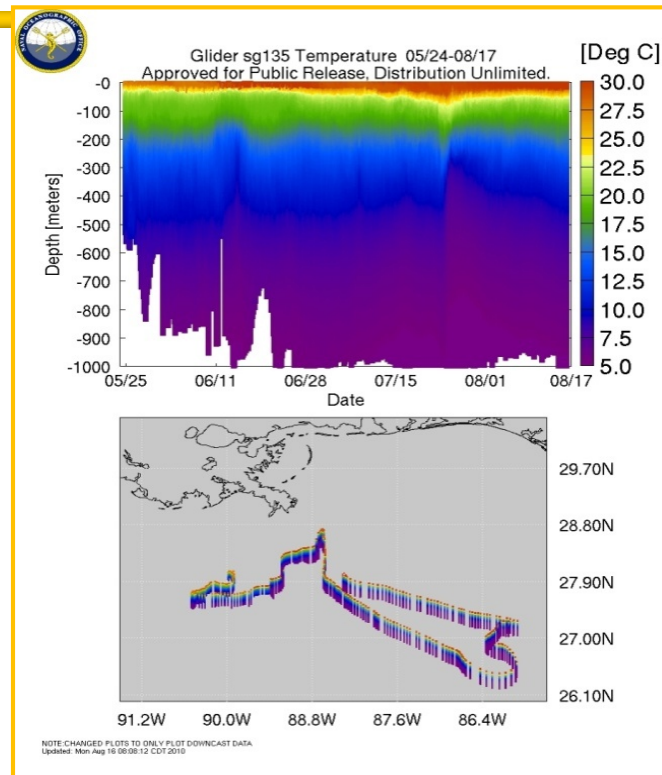 NAVAL OCEANOGRAPHIC OFFICE
Glider sg135 Temperature 05/24-08/17
Approved for Public Release, Distribution Unlimited.
[Deg C]
-0
-100
-200
-300
-400
-500
-600
-700
-800
-900
-1000
Depth [meters]
05/25 06/11 06/28 07/15 08/01 08/17
Date
30.0
27.5
25.0
22.5
20.0
17.5
15.0
12.5
10.0
7.5
5.0
29.70N
28.80N
27.90N
27.00N
26.10N
91.2W 90.0W 88.8W 87.6W 86.4W
NOTE:CHANGED PLOTS TO ONLY PLOT DOWNCAST DATA
Updated: Mon Aug 16 08:08:12 CDT 2010